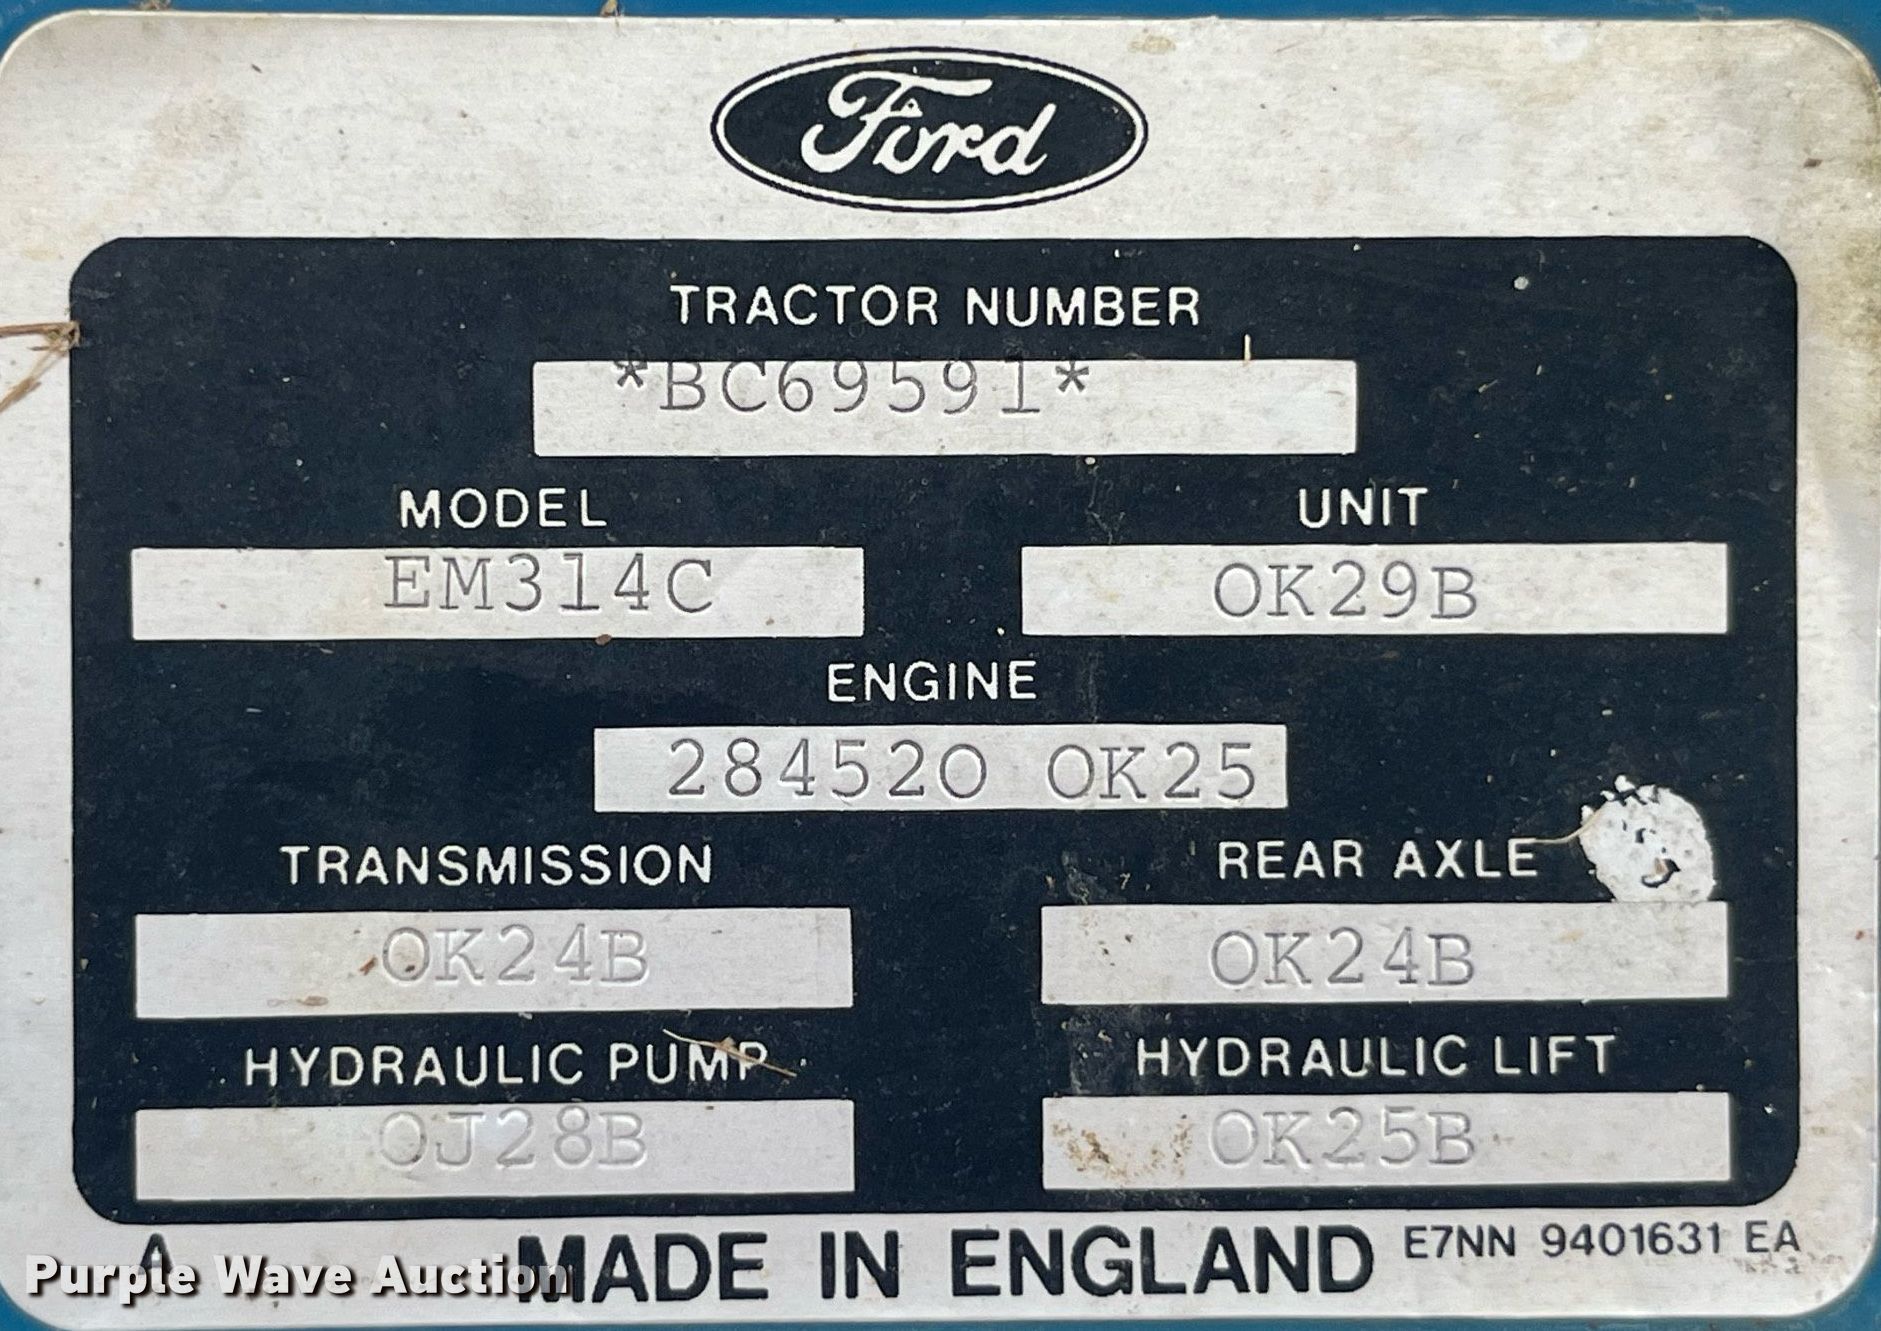 Ford
TRACTOR NUMBER
*BC69591*
MODEL UNIT
EM314C OK29B
ENGINE
284520 OK25
TRANSMISSION REAR AXLE
OK24B OK24B
HYDRAULIC PUMP HYDRAULIC LIFT
OJ28B OK25B
A MADE IN ENGLAND E7NN 9401631 EA
Purple Wave Auction